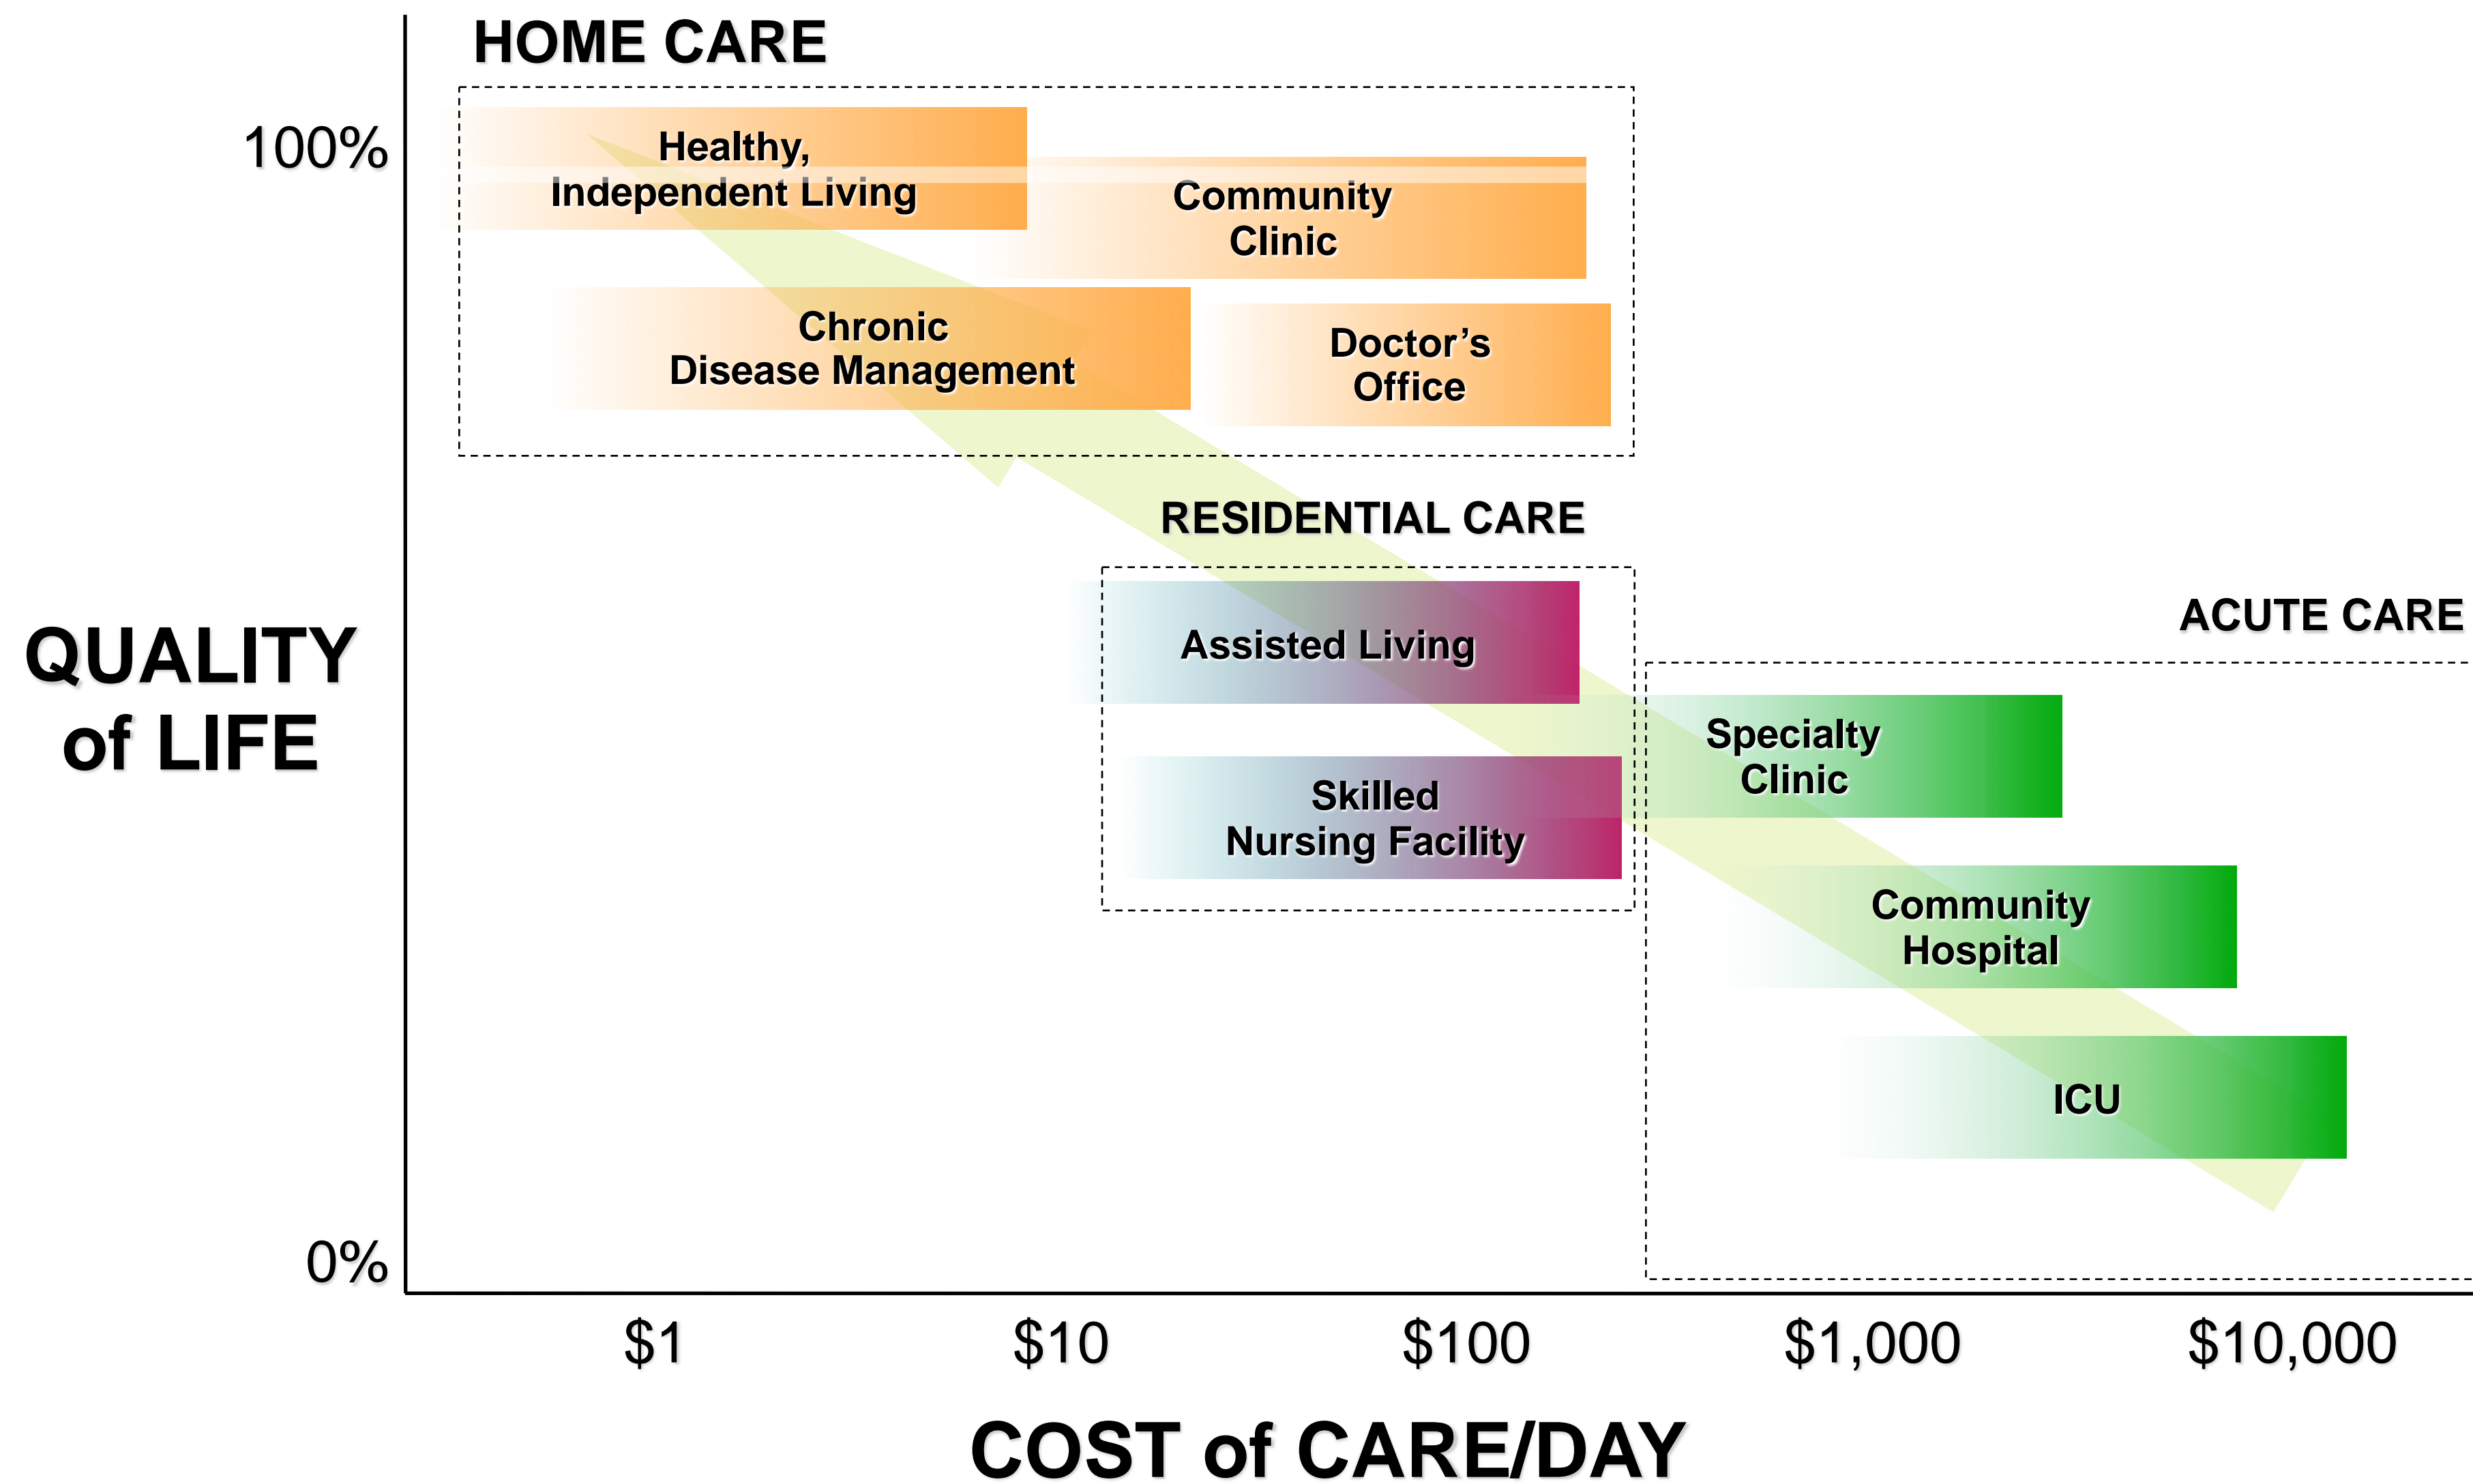 HOME CARE
100%
Healthy,
Independent Living
Community
Clinic
Chronic
Disease Management
Doctor’s
Office
RESIDENTIAL CARE
Assisted Living
Skilled
Nursing Facility
ACUTE CARE
Specialty
Clinic
Community
Hospital
ICU
QUALITY
of LIFE
0%
$1 $10 $100 $1,000 $10,000
COST of CARE/DAY